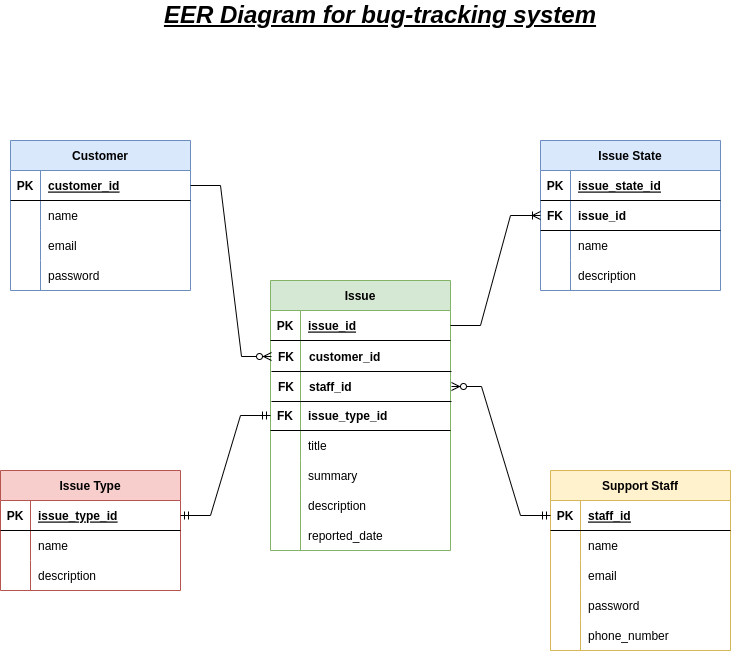 EER Diagram for bug-tracking system
Customer
PK customer_id
name
email
password
Issue State
PK issue_state_id
FK issue_id
name
description
Issue
PK issue_id
FK customer_id
FK staff_id
FK issue_type_id
title
summary
description
reported_date
Issue Type
PK issue_type_id
name
description
Support Staff
PK staff_id
name
email
password
phone_number